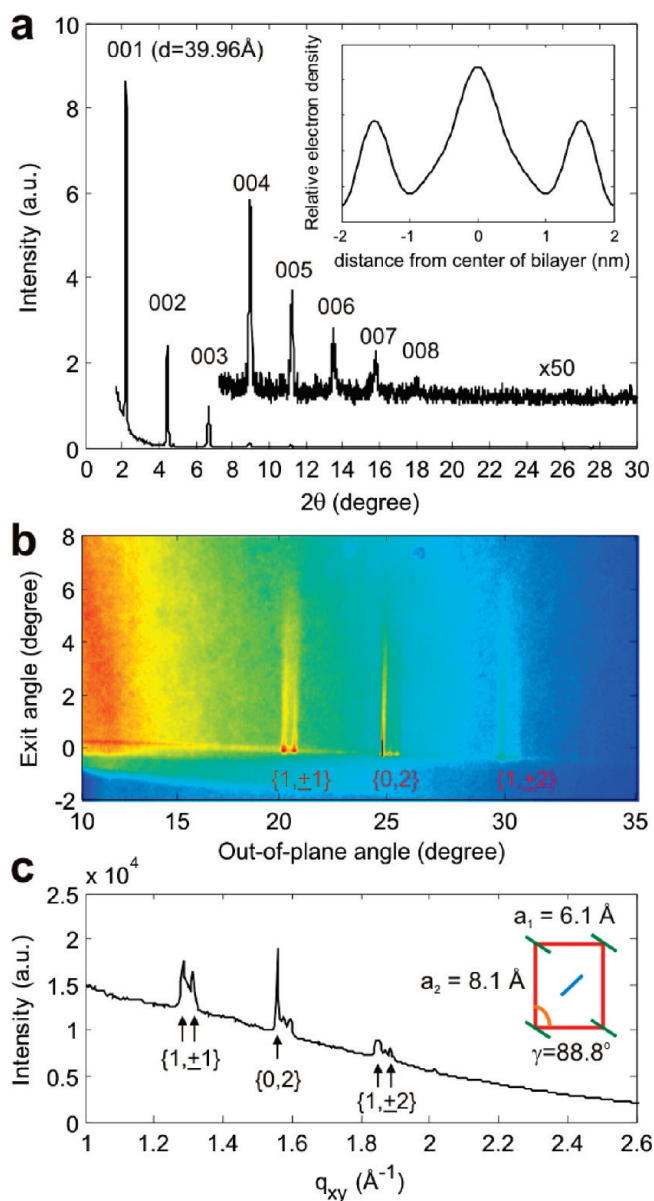 a
001 (d=39.96Å)
004
002
003
005
006
007
008
x50
10
8
6
4
2
0
Intensity (a.u.)
0 2 4 6 8 10 12 14 16 18 20 22 24 26 28 30
2θ (degree)
Relative electron density
-2 -1 0 1 2
distance from center of bilayer (nm)
b
8
6
4
2
0
-2
Exit angle (degree)
{1,±1} {0,2} {1,±2}
10 15 20 25 30 35
Out-of-plane angle (degree)
c
x 10⁴
2.5
2.0
1.5
1.0
0.5
0
Intensity (a.u.)
{1,±1}
{0,2}
{1,±2}
a₁ = 6.1 Å
a₂ = 8.1 Å
γ=88.8°
1 1.2 1.4 1.6 1.8 2 2.2 2.4 2.6
qxy (Å⁻¹)